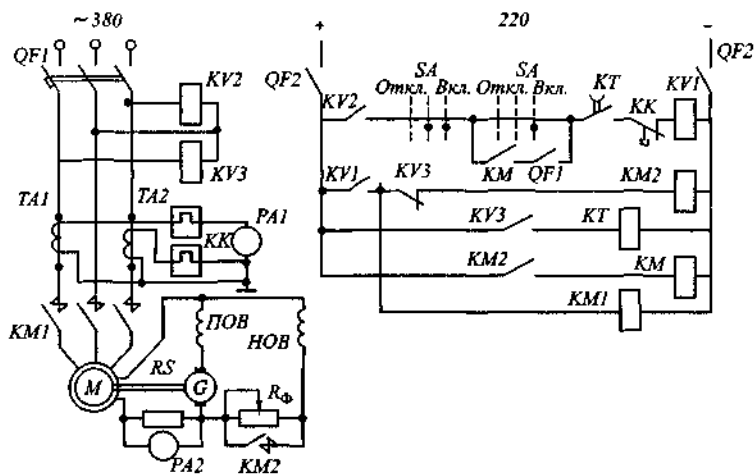 ~380
220
+
−
QF1
KV2
KV3
TA1
TA2
KK
PA1
KM1
ПОВ
НОВ
RS
M
G
RФ
PA2
KM2
QF2
QF2
KV2
SA
Откл. Вкл.
SA
Откл. Вкл.
KT
KK
KV1
KM
QF1
KV1
KV3
KM2
KV3
KT
KM2
KM
KM1